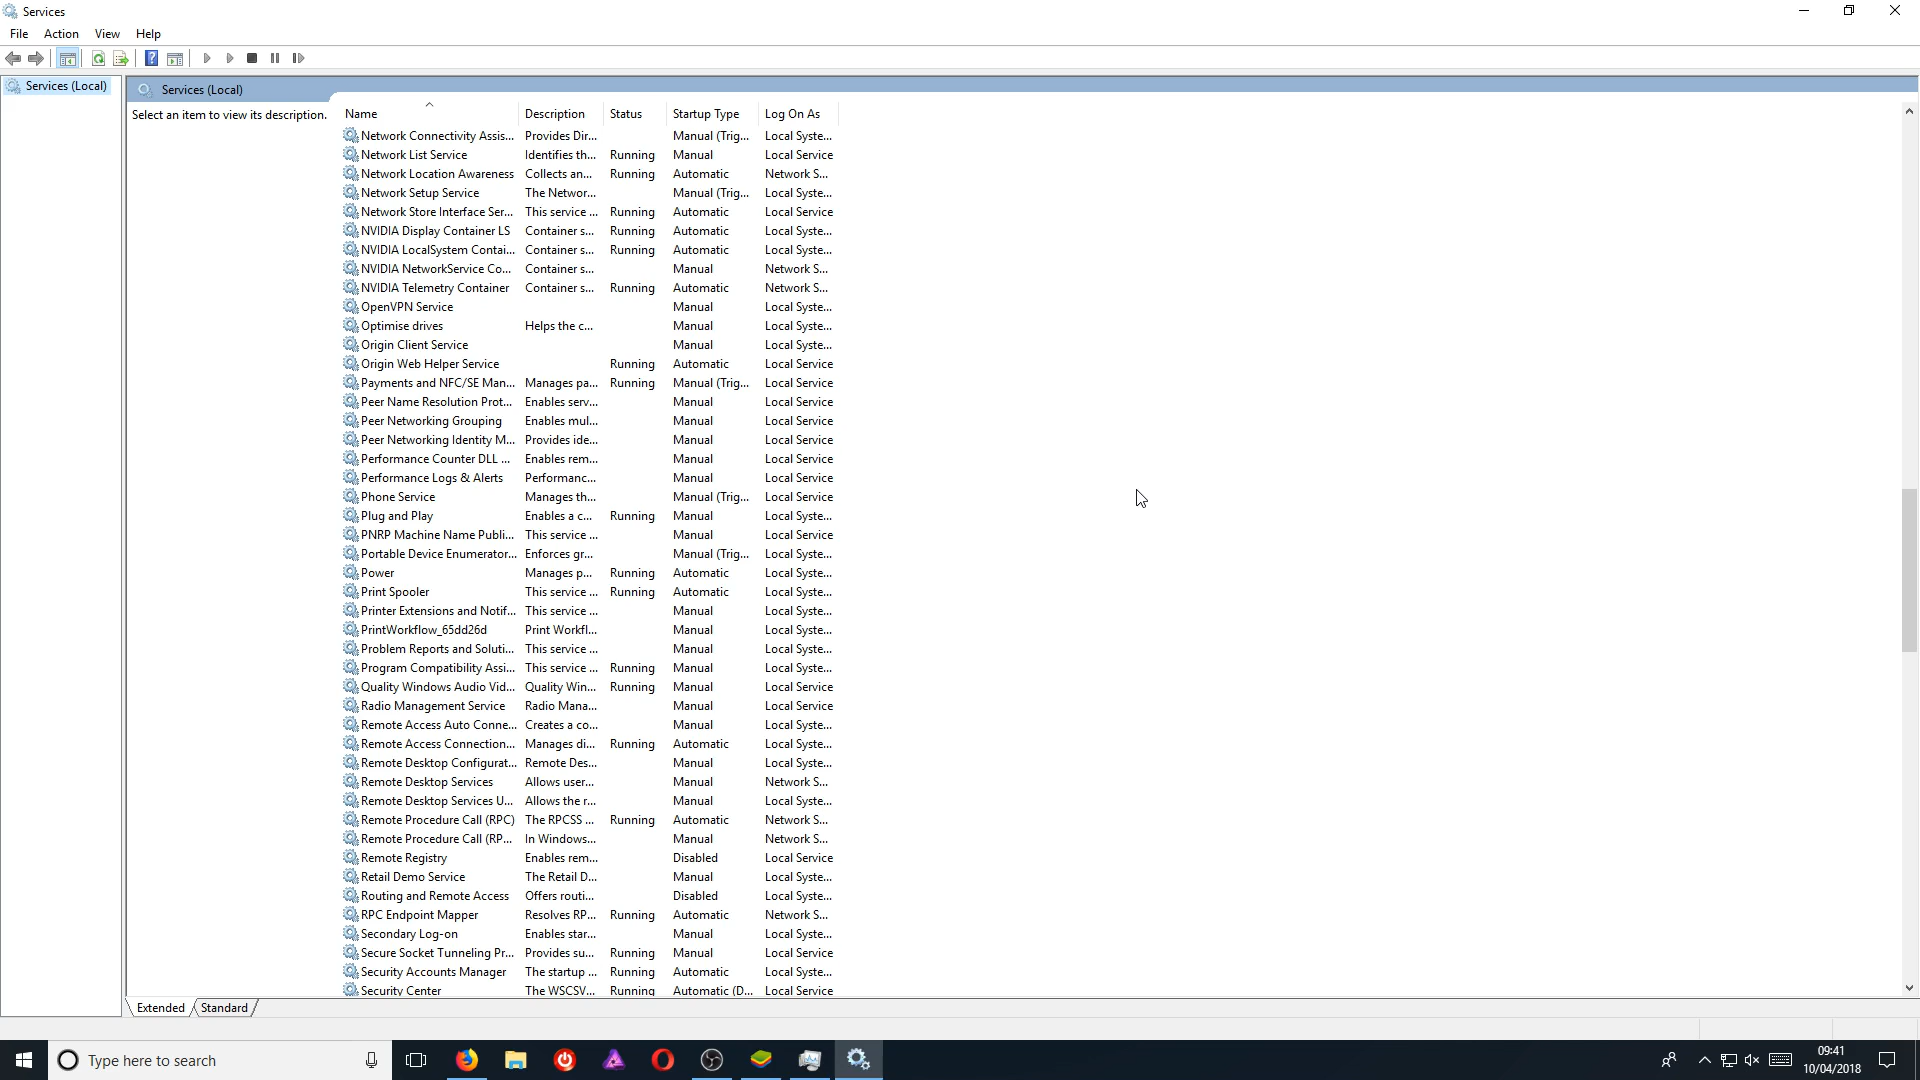 Services
File Action View Help
Services (Local)
Services (Local)
Select an item to view its description.
Name Description Status Startup Type Log On As
Network Connectivity Assis... Provides Dir... Manual (Trig... Local Syste...
Network List Service Identifies th... Running Manual Local Service
Network Location Awareness Collects an... Running Automatic Network S...
Network Setup Service The Networ... Manual (Trig... Local Syste...
Network Store Interface Ser... This service ... Running Automatic Local Service
NVIDIA Display Container LS Container s... Running Automatic Local Syste...
NVIDIA LocalSystem Contai... Container s... Running Automatic Local Syste...
NVIDIA NetworkService Co... Container s... Manual Network S...
NVIDIA Telemetry Container Container s... Running Automatic Network S...
OpenVPN Service Manual Local Syste...
Optimise drives Helps the c... Manual Local Syste...
Origin Client Service Manual Local Syste...
Origin Web Helper Service Running Automatic Local Service
Payments and NFC/SE Man... Manages pa... Running Manual (Trig... Local Service
Peer Name Resolution Prot... Enables serv... Manual Local Service
Peer Networking Grouping Enables mul... Manual Local Service
Peer Networking Identity M... Provides ide... Manual Local Service
Performance Counter DLL ... Enables rem... Manual Local Service
Performance Logs & Alerts Performanc... Manual Local Service
Phone Service Manages th... Manual (Trig... Local Service
Plug and Play Enables a c... Running Manual Local Syste...
PNRP Machine Name Publi... This service ... Manual Local Service
Portable Device Enumerator... Enforces gr... Manual (Trig... Local Syste...
Power Manages p... Running Automatic Local Syste...
Print Spooler This service ... Running Automatic Local Syste...
Printer Extensions and Notif... This service ... Manual Local Syste...
PrintWorkflow_65dd26d Print Workfl... Manual Local Syste...
Problem Reports and Soluti... This service ... Manual Local Syste...
Program Compatibility Assi... This service ... Running Manual Local Syste...
Quality Windows Audio Vid... Quality Win... Running Manual Local Service
Radio Management Service Radio Mana... Manual Local Service
Remote Access Auto Conne... Creates a co... Manual Local Syste...
Remote Access Connection... Manages di... Running Automatic Local Syste...
Remote Desktop Configurat... Remote Des... Manual Local Syste...
Remote Desktop Services Allows user... Manual Network S...
Remote Desktop Services U... Allows the r... Manual Local Syste...
Remote Procedure Call (RPC) The RPCSS ... Running Automatic Network S...
Remote Procedure Call (RP... In Windows... Manual Network S...
Remote Registry Enables rem... Disabled Local Service
Retail Demo Service The Retail D... Manual Local Syste...
Routing and Remote Access Offers routi... Disabled Local Syste...
RPC Endpoint Mapper Resolves RP... Running Automatic Network S...
Secondary Log-on Enables star... Manual Local Syste...
Secure Socket Tunneling Pr... Provides su... Running Manual Local Service
Security Accounts Manager The startup ... Running Automatic Local Syste...
Security Center The WSCSV... Running Automatic (D... Local Service
Extended Standard
Type here to search
09:41
10/04/2018